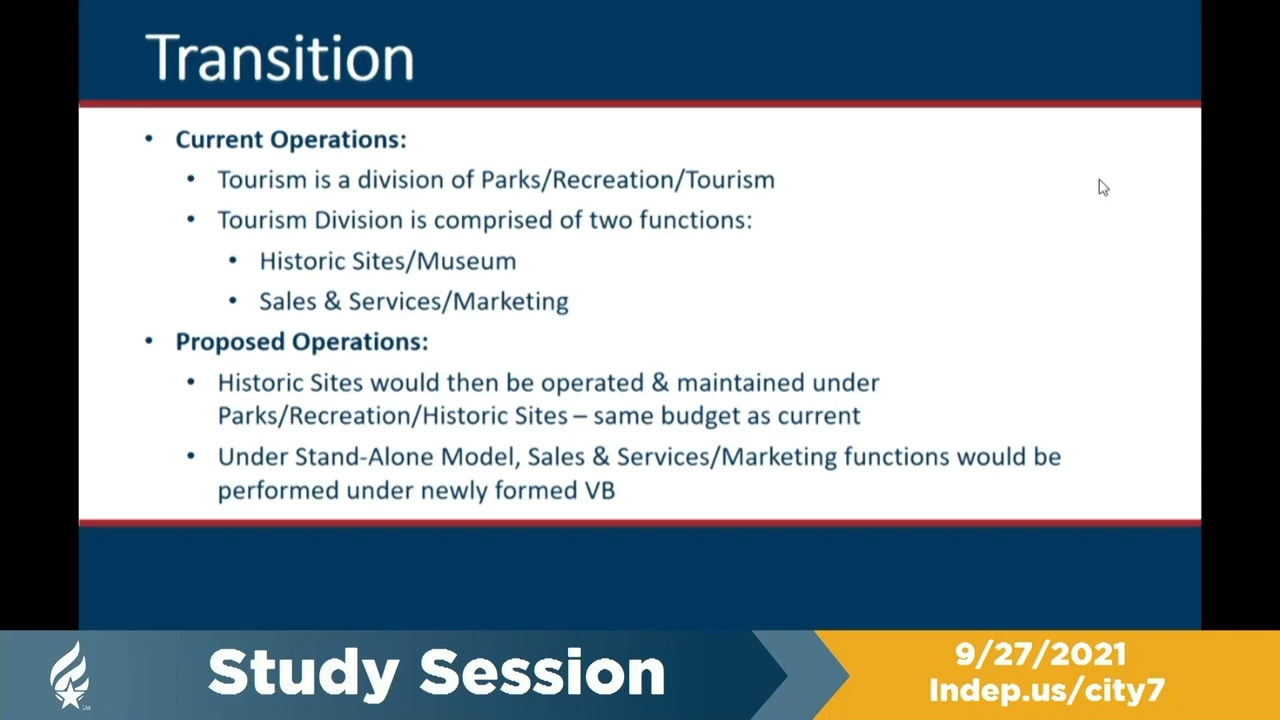 Transition
• Current Operations:
• Tourism is a division of Parks/Recreation/Tourism
• Tourism Division is comprised of two functions:
• Historic Sites/Museum
• Sales & Services/Marketing
• Proposed Operations:
• Historic Sites would then be operated & maintained under
Parks/Recreation/Historic Sites – same budget as current
• Under Stand-Alone Model, Sales & Services/Marketing functions would be
performed under newly formed VB
Study Session
9/27/2021
Indep.us/city7